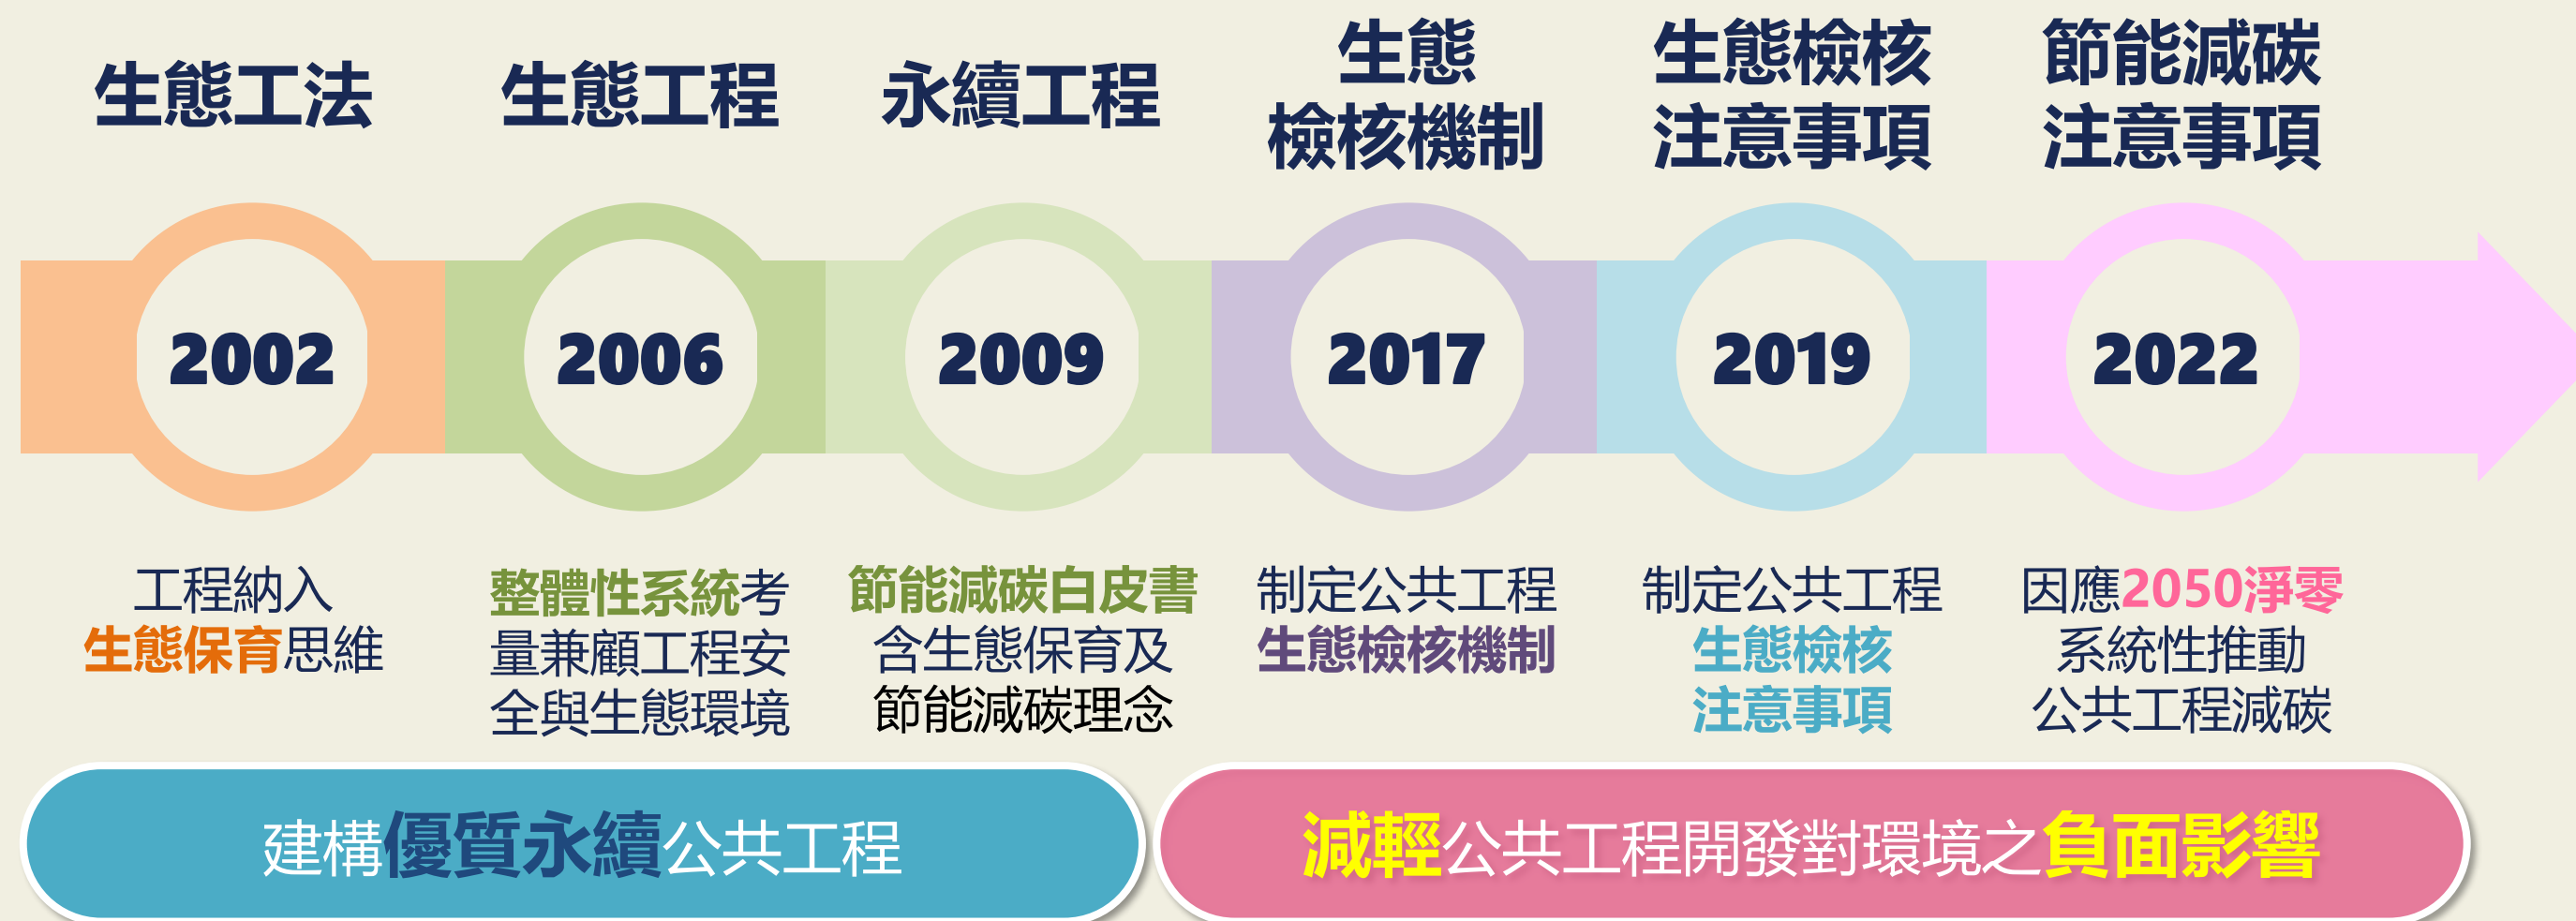 生態工法
生態工程
永續工程
生態
檢核機制
生態檢核
注意事項
節能減碳
注意事項
2002
2006
2009
2017
2019
2022
工程納入
生態保育思維
整體性系統考
量兼顧工程安
全與生態環境
節能減碳白皮書
含生態保育及
節能減碳理念
制定公共工程
生態檢核機制
制定公共工程
生態檢核
注意事項
因應2050淨零
系統性推動
公共工程減碳
建構優質永續公共工程
減輕公共工程開發對環境之負面影響